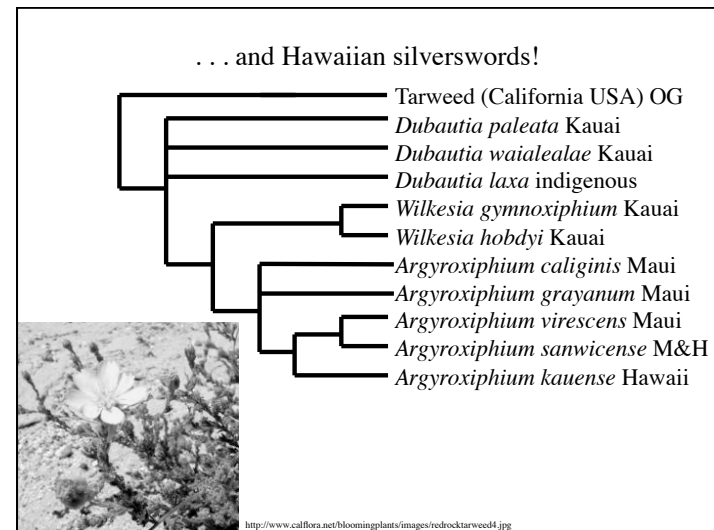 . . . and Hawaiian silverswords!
Tarweed (California USA) OG
Dubautia paleata Kauai
Dubautia waialealae Kauai
Dubautia laxa indigenous
Wilkesia gymnoxiphium Kauai
Wilkesia hobdyi Kauai
Argyroxiphium caliginis Maui
Argyroxiphium grayanum Maui
Argyroxiphium virescens Maui
Argyroxiphium sanwicense M&H
Argyroxiphium kauense Hawaii
http://www.calflora.net/bloomingplants/images/redrocktarweed4.jpg